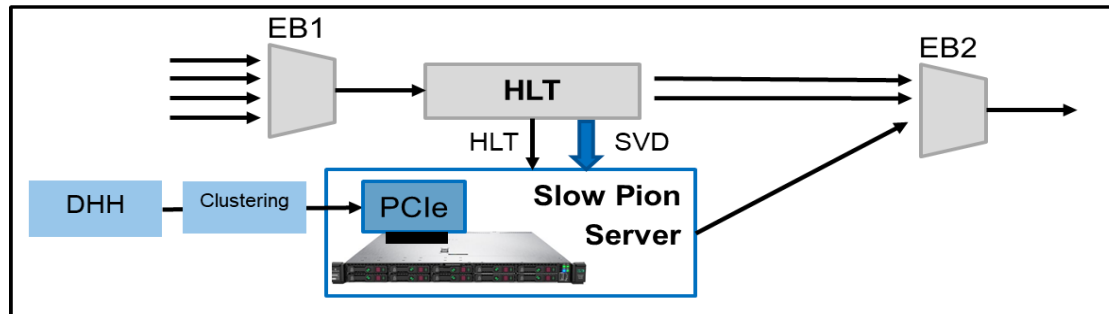 EB1
EB2
HLT
HLT
SVD
DHH
Clustering
PCIe
Slow Pion
Server